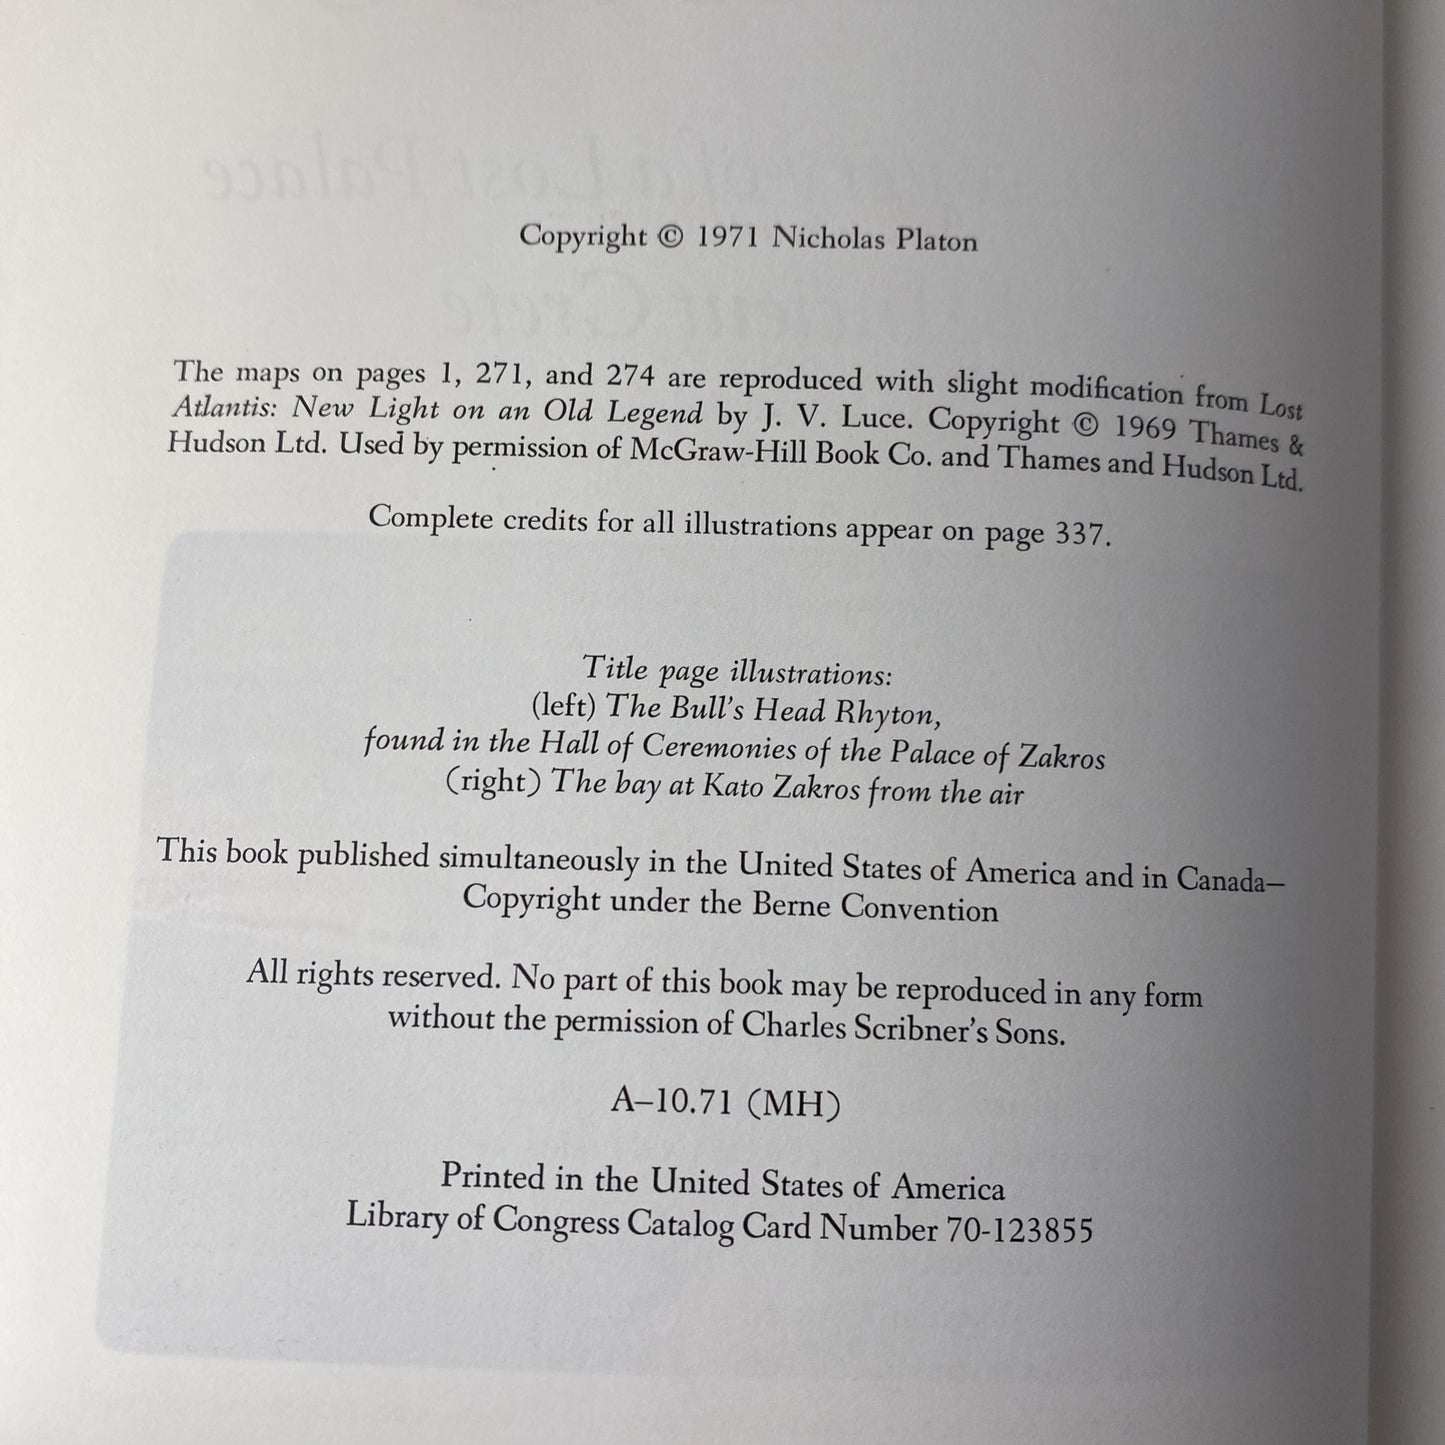 Copyright © 1971 Nicholas Platon
The maps on pages 1, 271, and 274 are reproduced with slight modification from Lost
Atlantis: New Light on an Old Legend by J. V. Luce. Copyright © 1969 Thames &
Hudson Ltd. Used by permission of McGraw-Hill Book Co. and Thames and Hudson Ltd.
Complete credits for all illustrations appear on page 337.
Title page illustrations:
(left) The Bull's Head Rhyton,
found in the Hall of Ceremonies of the Palace of Zakros
(right) The bay at Kato Zakros from the air
This book published simultaneously in the United States of America and in Canada—
Copyright under the Berne Convention
All rights reserved. No part of this book may be reproduced in any form
without the permission of Charles Scribner's Sons.
A–10.71 (MH)
Printed in the United States of America
Library of Congress Catalog Card Number 70-123855